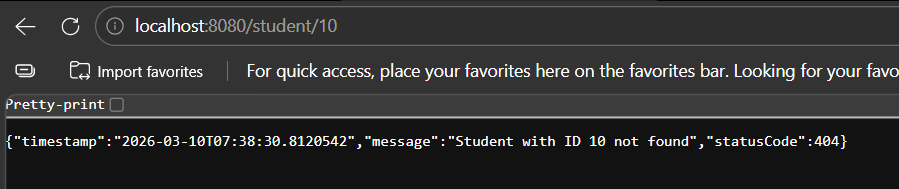 localhost:8080/student/10
Import favorites
For quick access, place your favorites here on the favorites bar. Looking for your favo
Pretty-print
{"timestamp":"2026-03-10T07:38:30.8120542","message":"Student with ID 10 not found","statusCode":404}